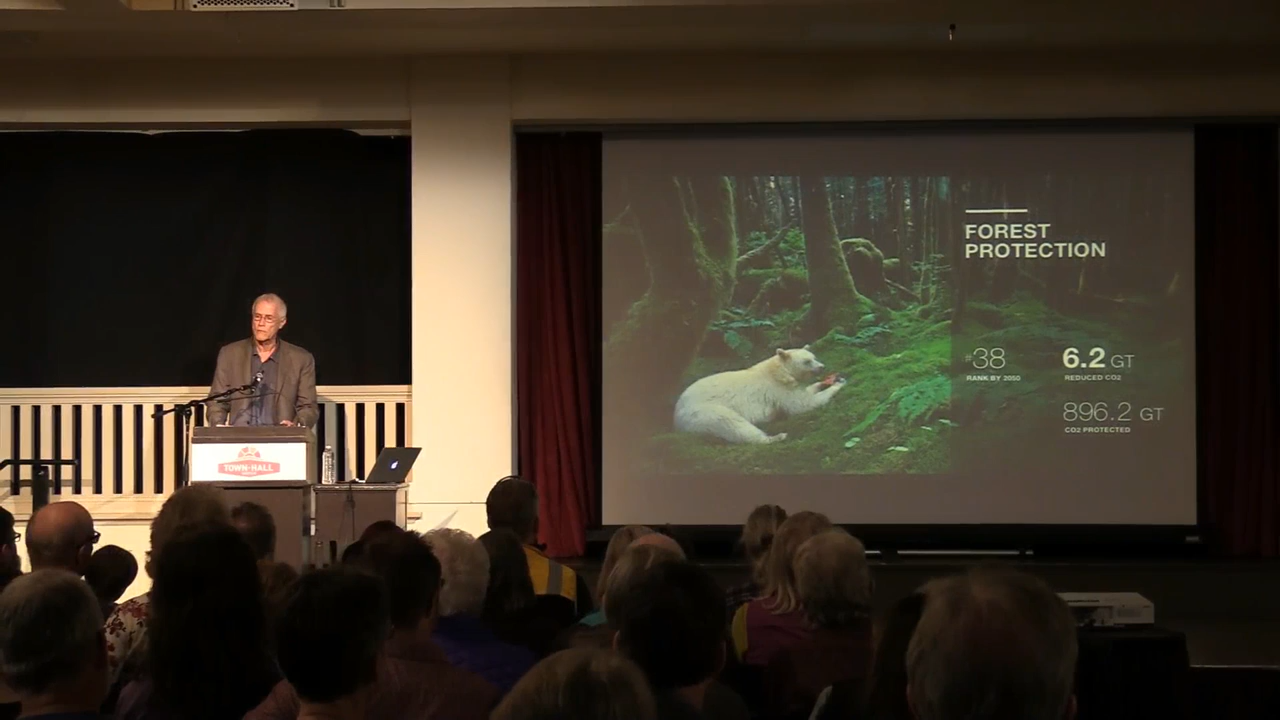 TOWN-HALL
FOREST
PROTECTION
#38
RANK BY 2050
6.2 GT
REDUCED CO2
896.2 GT
CO2 PROTECTED